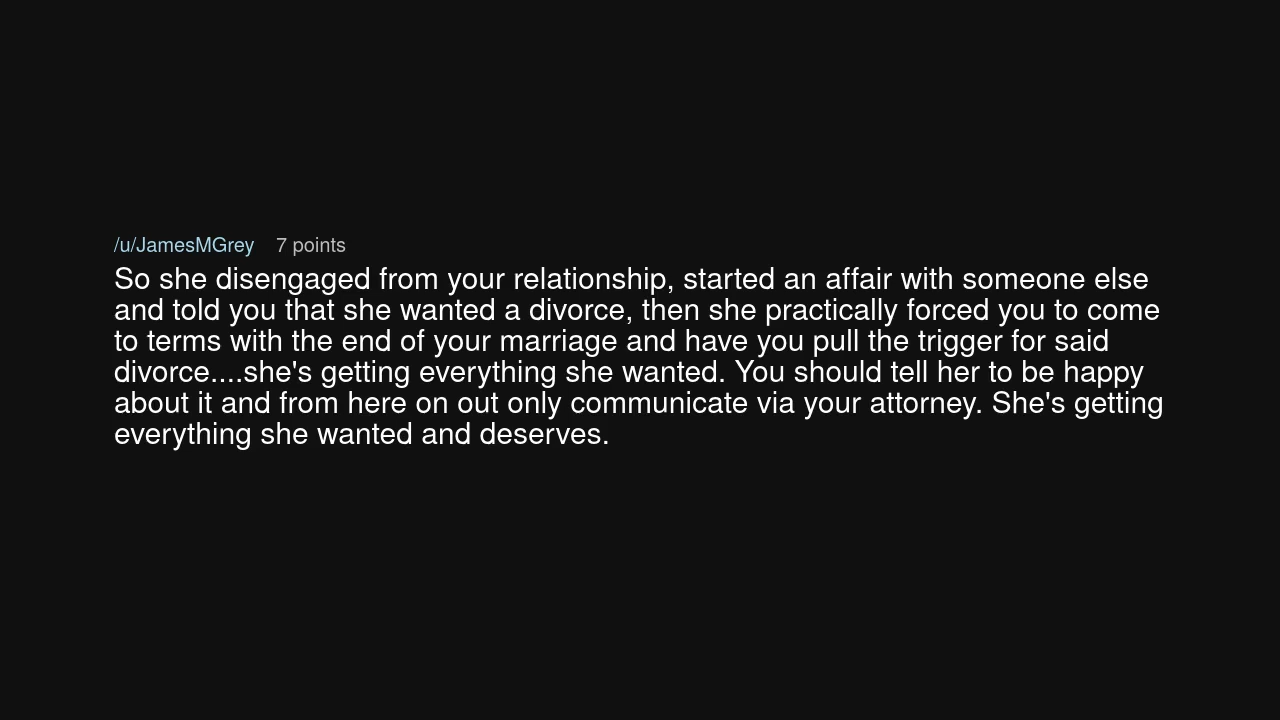 /u/JamesMGrey 7 points
So she disengaged from your relationship, started an affair with someone else
and told you that she wanted a divorce, then she practically forced you to come
to terms with the end of your marriage and have you pull the trigger for said
divorce....she's getting everything she wanted. You should tell her to be happy
about it and from here on out only communicate via your attorney. She's getting
everything she wanted and deserves.